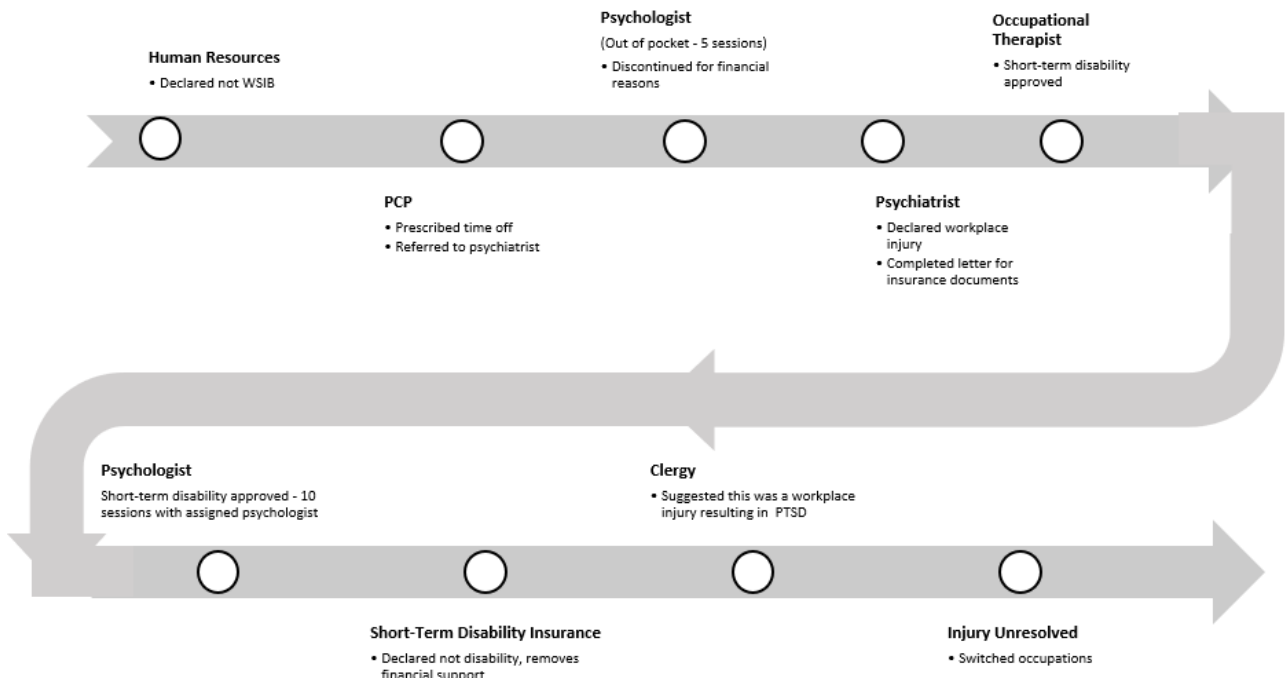 Human Resources
• Declared not WSIB
PCP
• Prescribed time off
• Referred to psychiatrist
Psychologist
(Out of pocket - 5 sessions)
• Discontinued for financial
reasons
Psychiatrist
• Declared workplace
injury
• Completed letter for
insurance documents
Occupational
Therapist
• Short-term disability
approved
Psychologist
Short-term disability approved - 10
sessions with assigned psychologist
Short-Term Disability Insurance
• Declared not disability, removes
financial support
Clergy
• Suggested this was a workplace
injury resulting in PTSD
Injury Unresolved
• Switched occupations